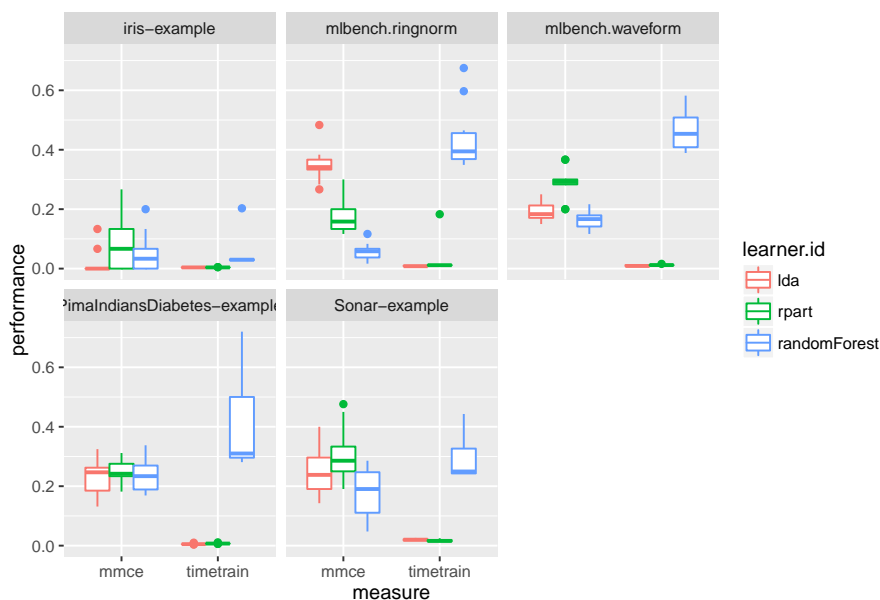 iris−example
mlbench.ringnorm
mlbench.waveform
0.6
0.4
0.2
0.0
PimaIndiansDiabetes−example
Sonar−example
0.6
0.4
0.2
0.0
mmce
timetrain
mmce
timetrain
measure
performance
learner.id
lda
rpart
randomForest